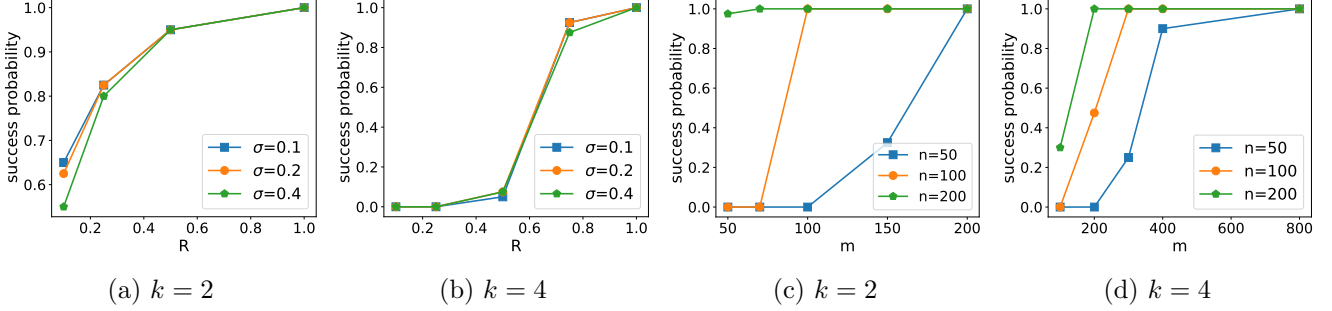 success probability
1.0
0.9
0.8
0.7
0.6
0.2
0.4
0.6
0.8
1.0
R
σ=0.1
σ=0.2
σ=0.4
(a) k = 2
success probability
1.0
0.8
0.6
0.4
0.2
0.0
0.2
0.4
0.6
0.8
1.0
R
σ=0.1
σ=0.2
σ=0.4
(b) k = 4
success probability
1.0
0.8
0.6
0.4
0.2
0.0
50
100
150
200
m
n=50
n=100
n=200
(c) k = 2
success probability
1.0
0.8
0.6
0.4
0.2
0.0
200
400
600
800
m
n=50
n=100
n=200
(d) k = 4